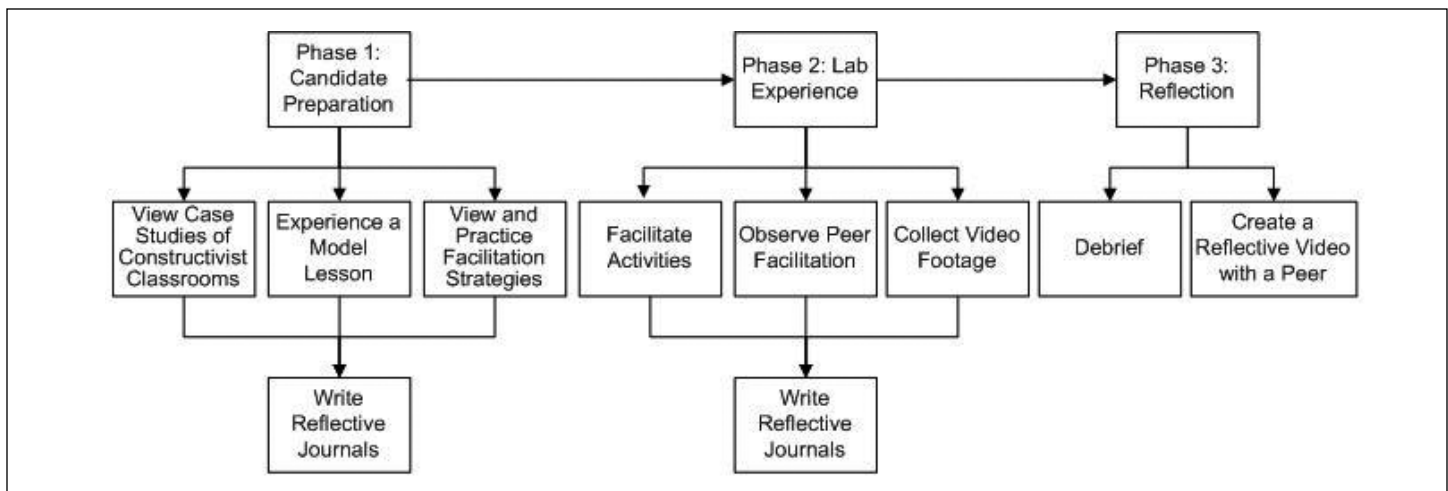 Phase 1:
Candidate
Preparation
Phase 2: Lab
Experience
Phase 3:
Reflection
View Case
Studies of
Constructivist
Classrooms
Experience a
Model
Lesson
View and
Practice
Facilitation
Strategies
Facilitate
Activities
Observe Peer
Facilitation
Collect Video
Footage
Debrief
Create a
Reflective Video
with a Peer
Write
Reflective
Journals
Write
Reflective
Journals